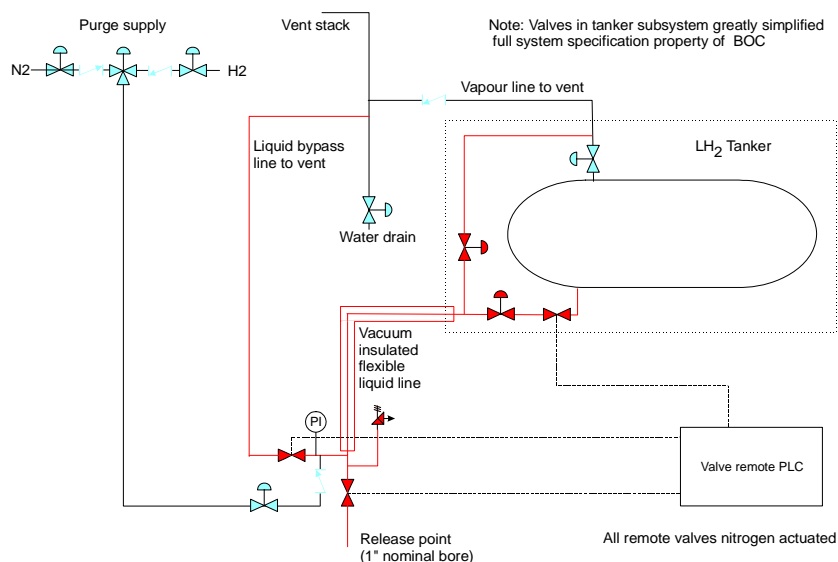 Purge supply
Vent stack
Note: Valves in tanker subsystem greatly simplified
full system specification property of BOC
N2
H2
Vapour line to vent
Liquid bypass
line to vent
LH2 Tanker
Water drain
Vacuum
insulated
flexible
liquid line
PI
Valve remote PLC
Release point
(1" nominal bore)
All remote valves nitrogen actuated